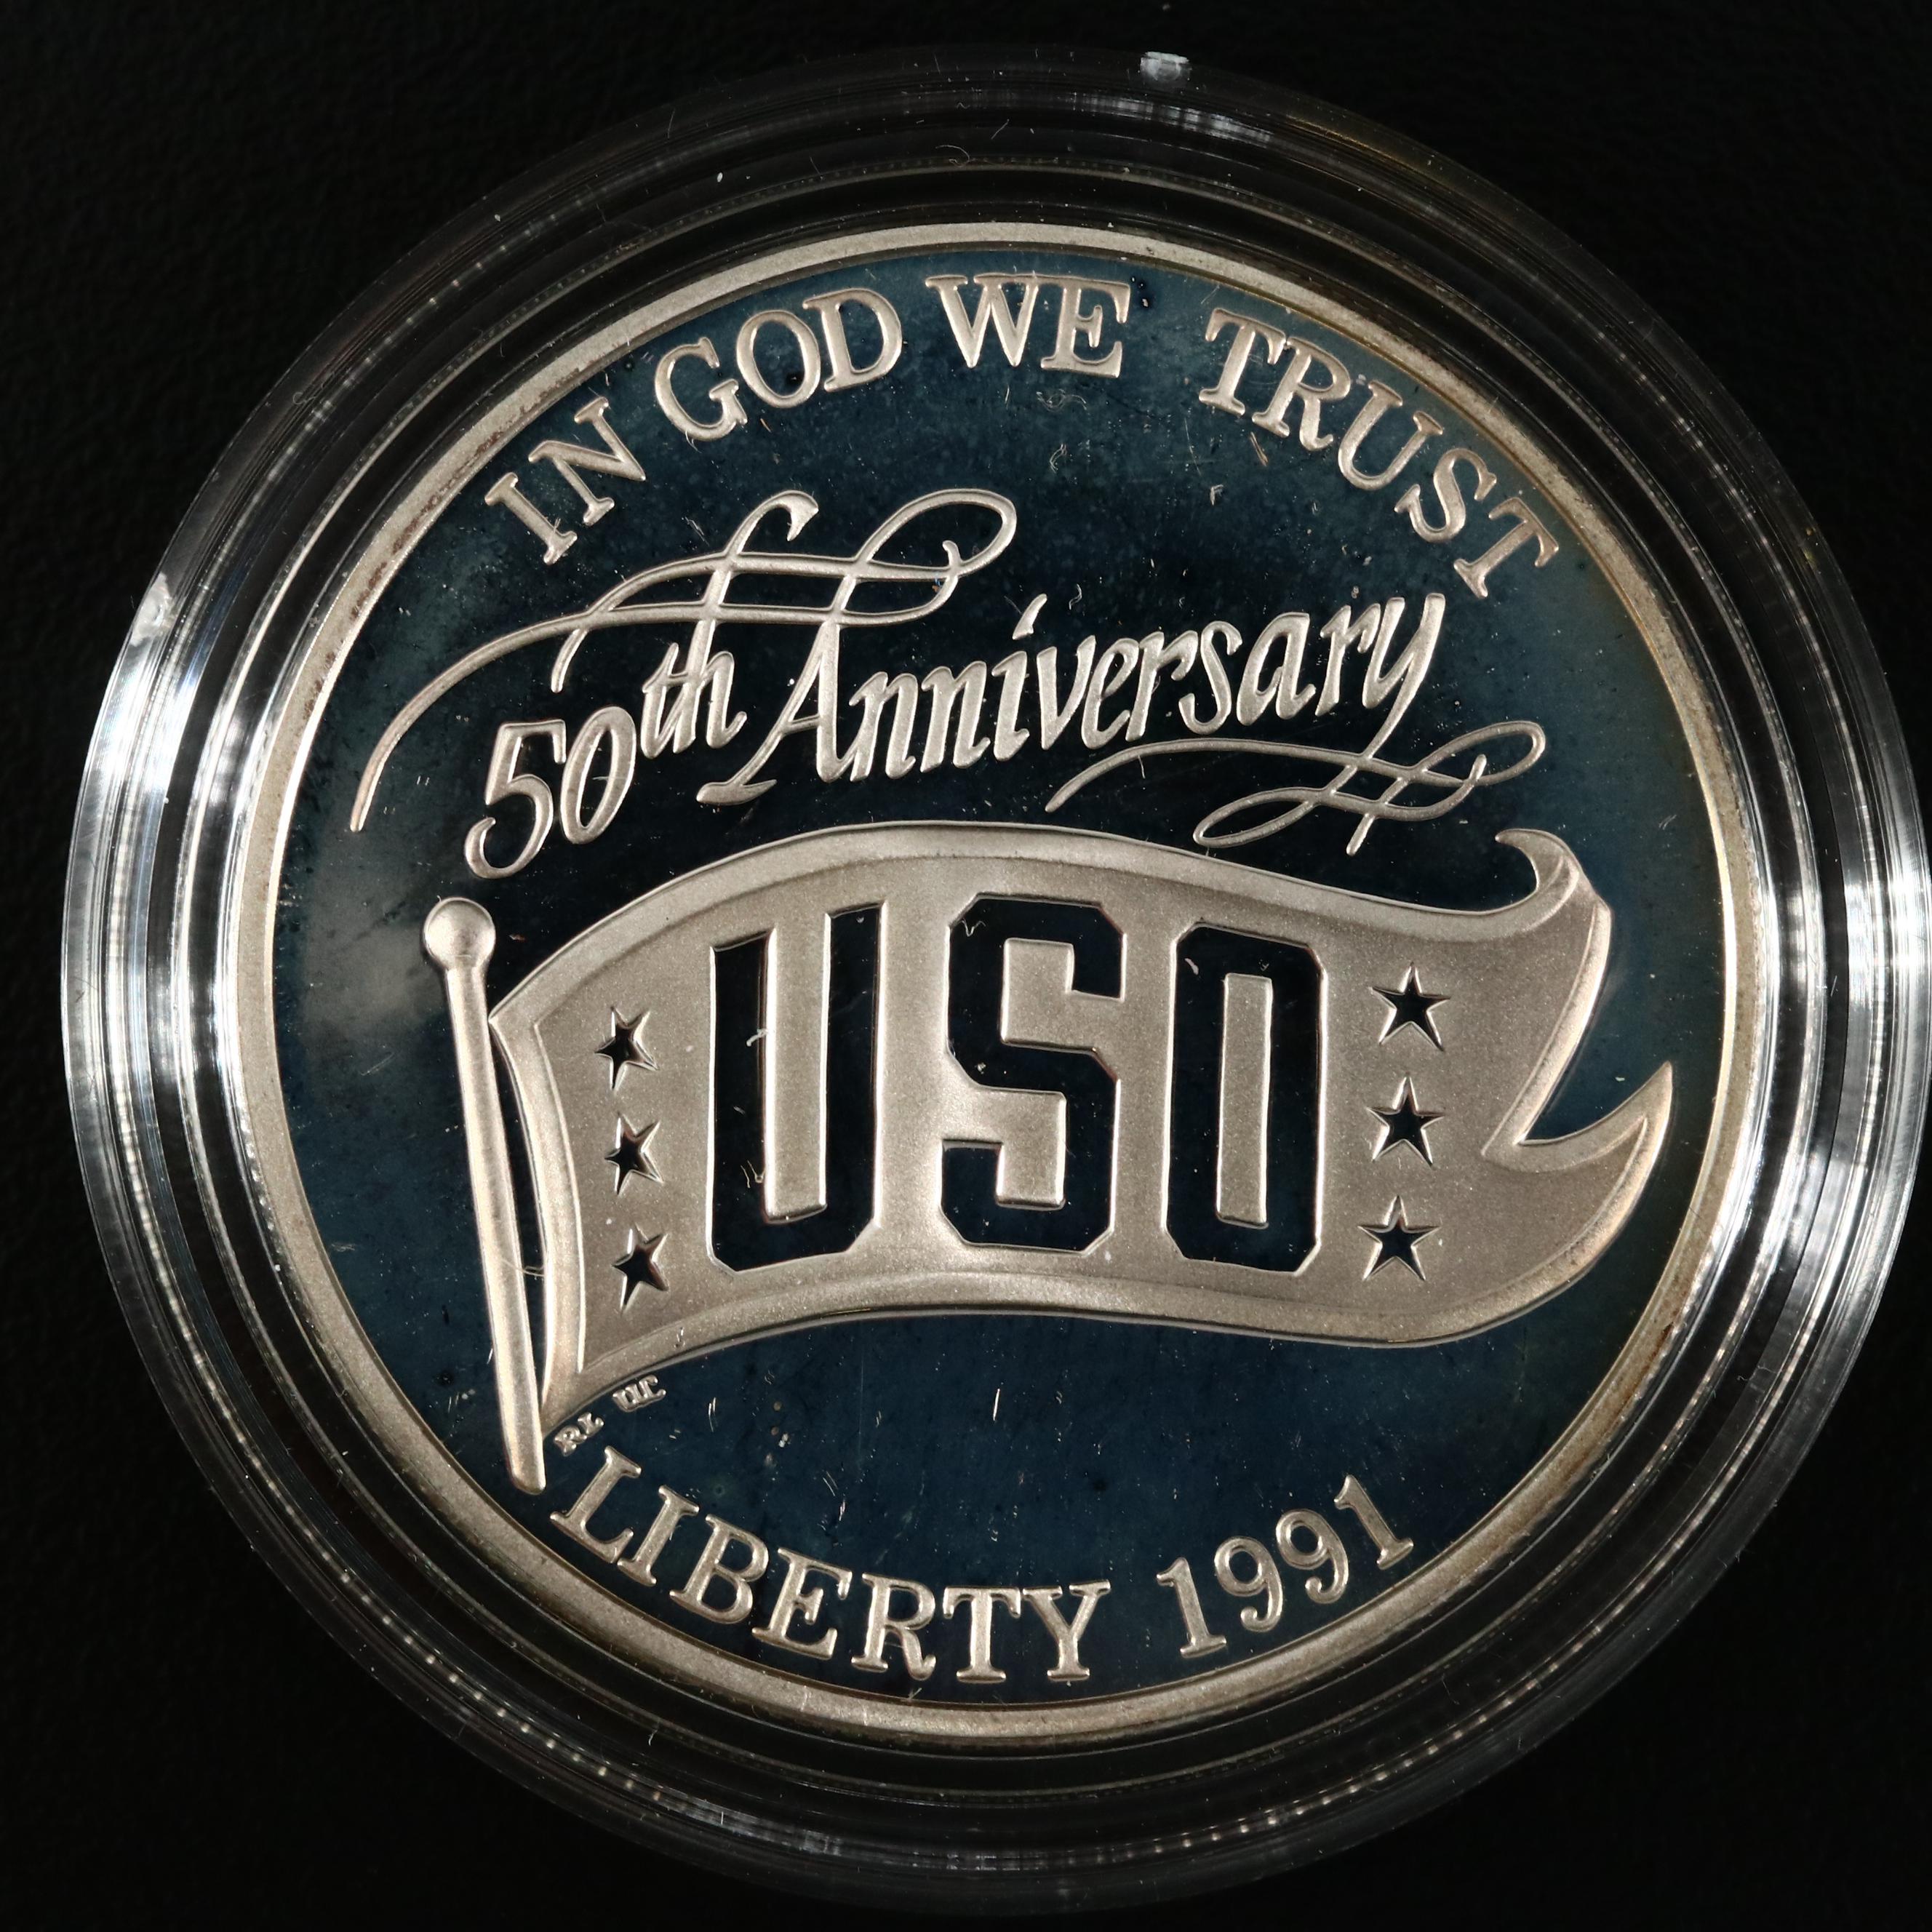 IN GOD WE TRUST
50th Anniversary
USO
LIBERTY 1991